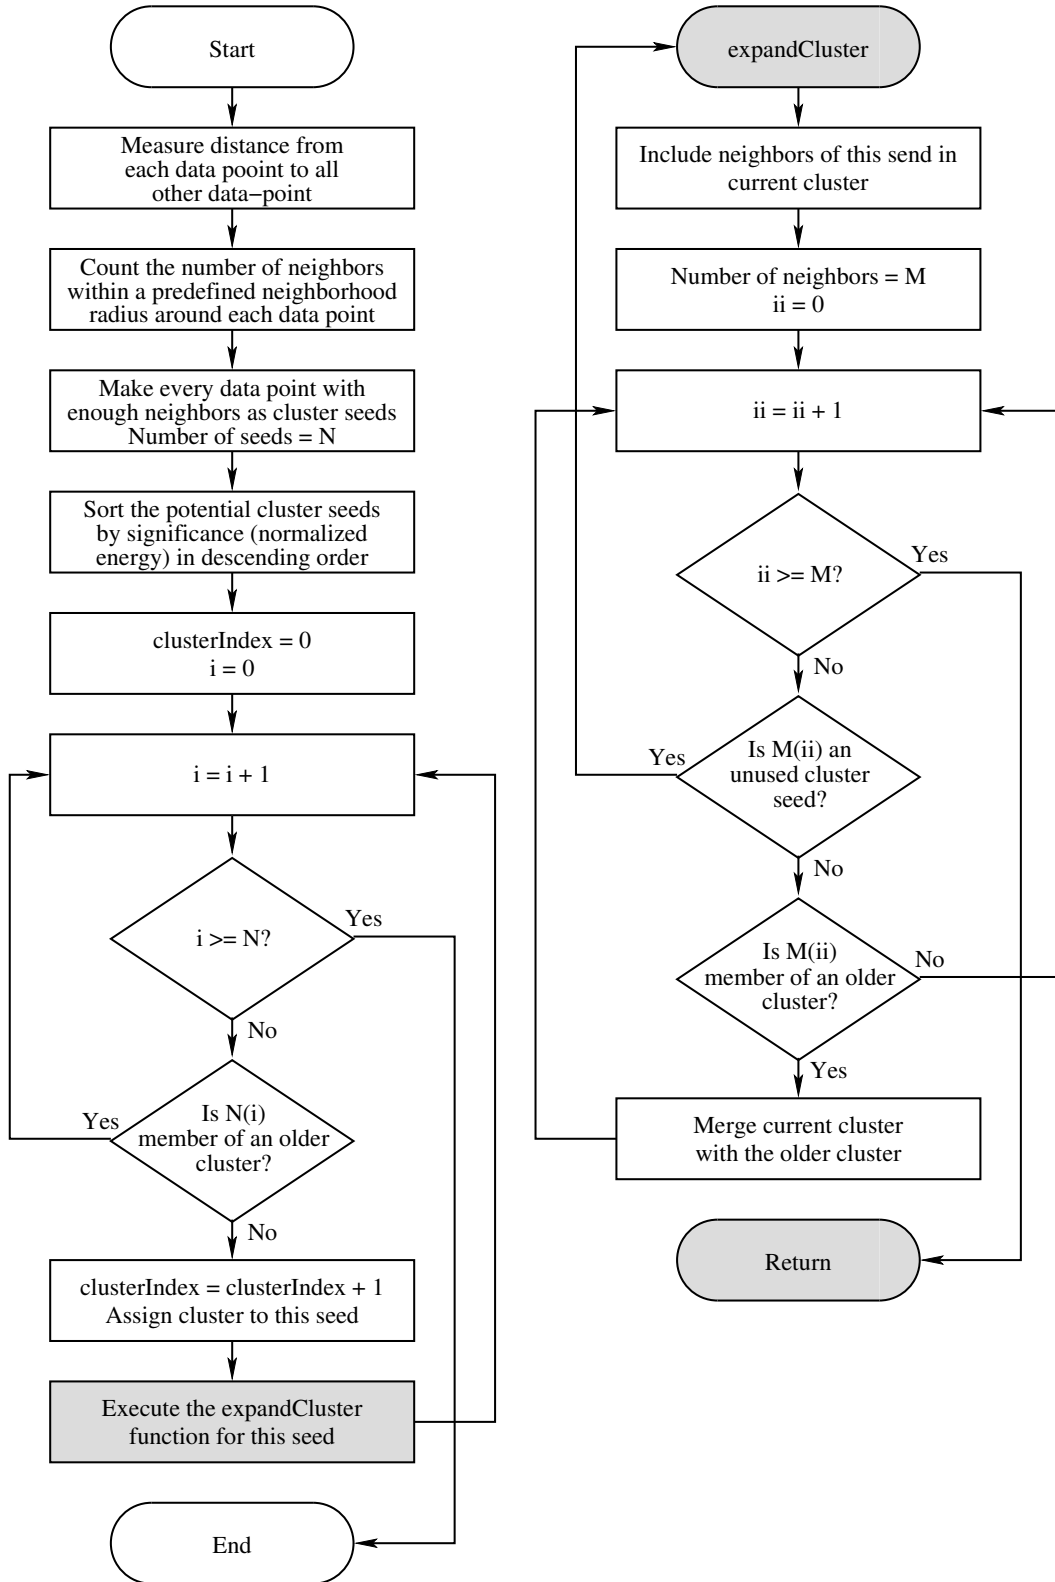 Start
Measure distance from
each data pooint to all
other data−point
Count the number of neighbors
within a predefined neighborhood
radius around each data point
Make every data point with
enough neighbors as cluster seeds
Number of seeds = N
Sort the potential cluster seeds
by significance (normalized
energy) in descending order
clusterIndex = 0
i = 0
i = i + 1
i >= N?
Yes
No
Is N(i)
member of an older
cluster?
Yes
No
clusterIndex = clusterIndex + 1
Assign cluster to this seed
Execute the expandCluster
function for this seed
End
expandCluster
Include neighbors of this send in
current cluster
Number of neighbors = M
ii = 0
ii = ii + 1
ii >= M?
Yes
No
Is M(ii) an
unused cluster
seed?
Yes
No
Is M(ii)
member of an older
cluster?
No
Yes
Merge current cluster
with the older cluster
Return